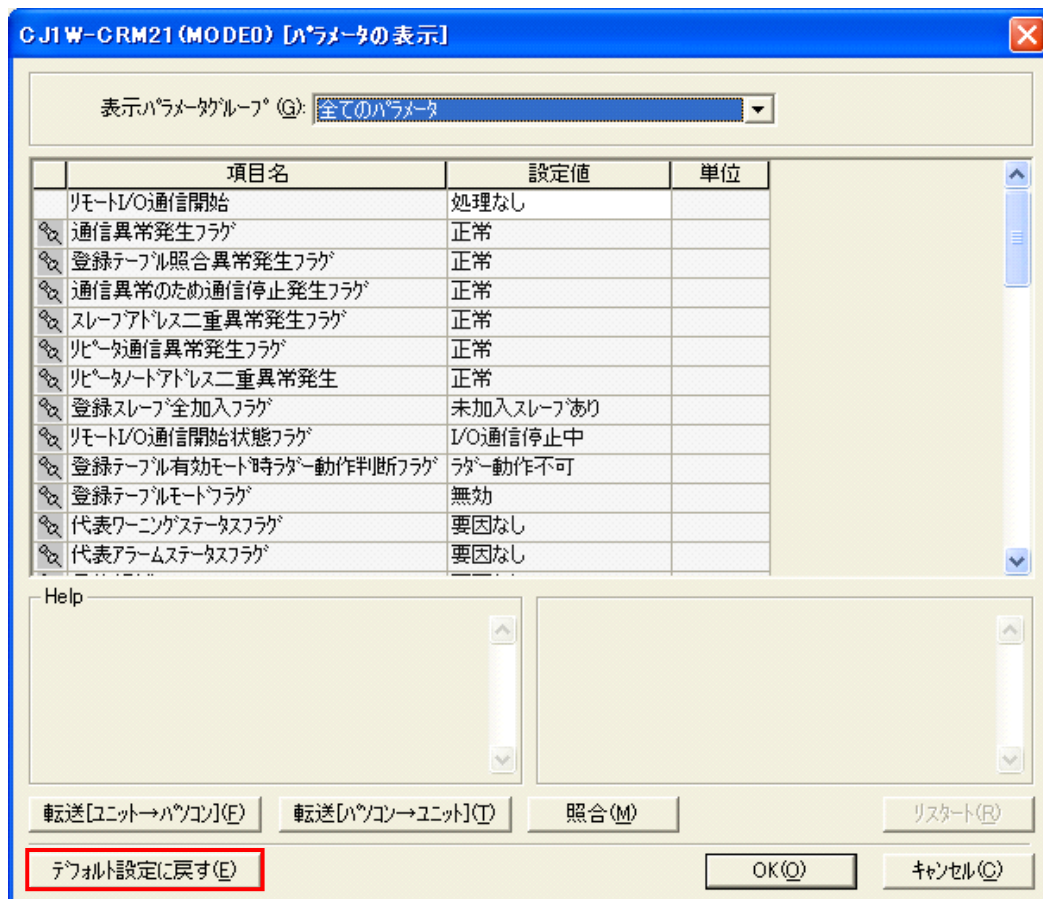 CJ1W-CRM21(MODE0) [ﾊﾟﾗﾒｰﾀの表示]
表示ﾊﾟﾗﾒｰﾀｸﾞﾙｰﾌﾟ (G): 全てのﾊﾟﾗﾒｰﾀ
項目名 設定値 単位
ﾘﾓｰﾄI/O通信開始 処理なし
通信異常発生ﾌﾗｸﾞ 正常
登録ﾃｰﾌﾞﾙ照合異常発生ﾌﾗｸﾞ 正常
通信異常のため通信停止発生ﾌﾗｸﾞ 正常
ｽﾚｰﾌﾞｱﾄﾞﾚｽ二重異常発生ﾌﾗｸﾞ 正常
ﾘﾋﾟｰﾀ通信異常発生ﾌﾗｸﾞ 正常
ﾘﾋﾟｰﾀﾉｰﾄﾞｱﾄﾞﾚｽ二重異常発生 正常
登録ｽﾚｰﾌﾞ全加入ﾌﾗｸﾞ 未加入ｽﾚｰﾌﾞあり
ﾘﾓｰﾄI/O通信開始状態ﾌﾗｸﾞ I/O通信停止中
登録ﾃｰﾌﾞﾙ有効ﾓｰﾄﾞ時ﾗﾀﾞｰ動作判断ﾌﾗｸﾞ ﾗﾀﾞｰ動作不可
登録ﾃｰﾌﾞﾙﾓｰﾄﾞﾌﾗｸﾞ 無効
代表ﾜｰﾆﾝｸﾞｽﾃｰﾀｽﾌﾗｸﾞ 要因なし
代表ｱﾗｰﾑｽﾃｰﾀｽﾌﾗｸﾞ 要因なし
Help
転送[ﾕﾆｯﾄ→ﾊﾟｿｺﾝ](F) 転送[ﾊﾟｿｺﾝ→ﾕﾆｯﾄ](T) 照合(M) ﾘｽﾀｰﾄ(R)
ﾃﾞﾌｫﾙﾄ設定に戻す(E) OK(O) ｷｬﾝｾﾙ(C)